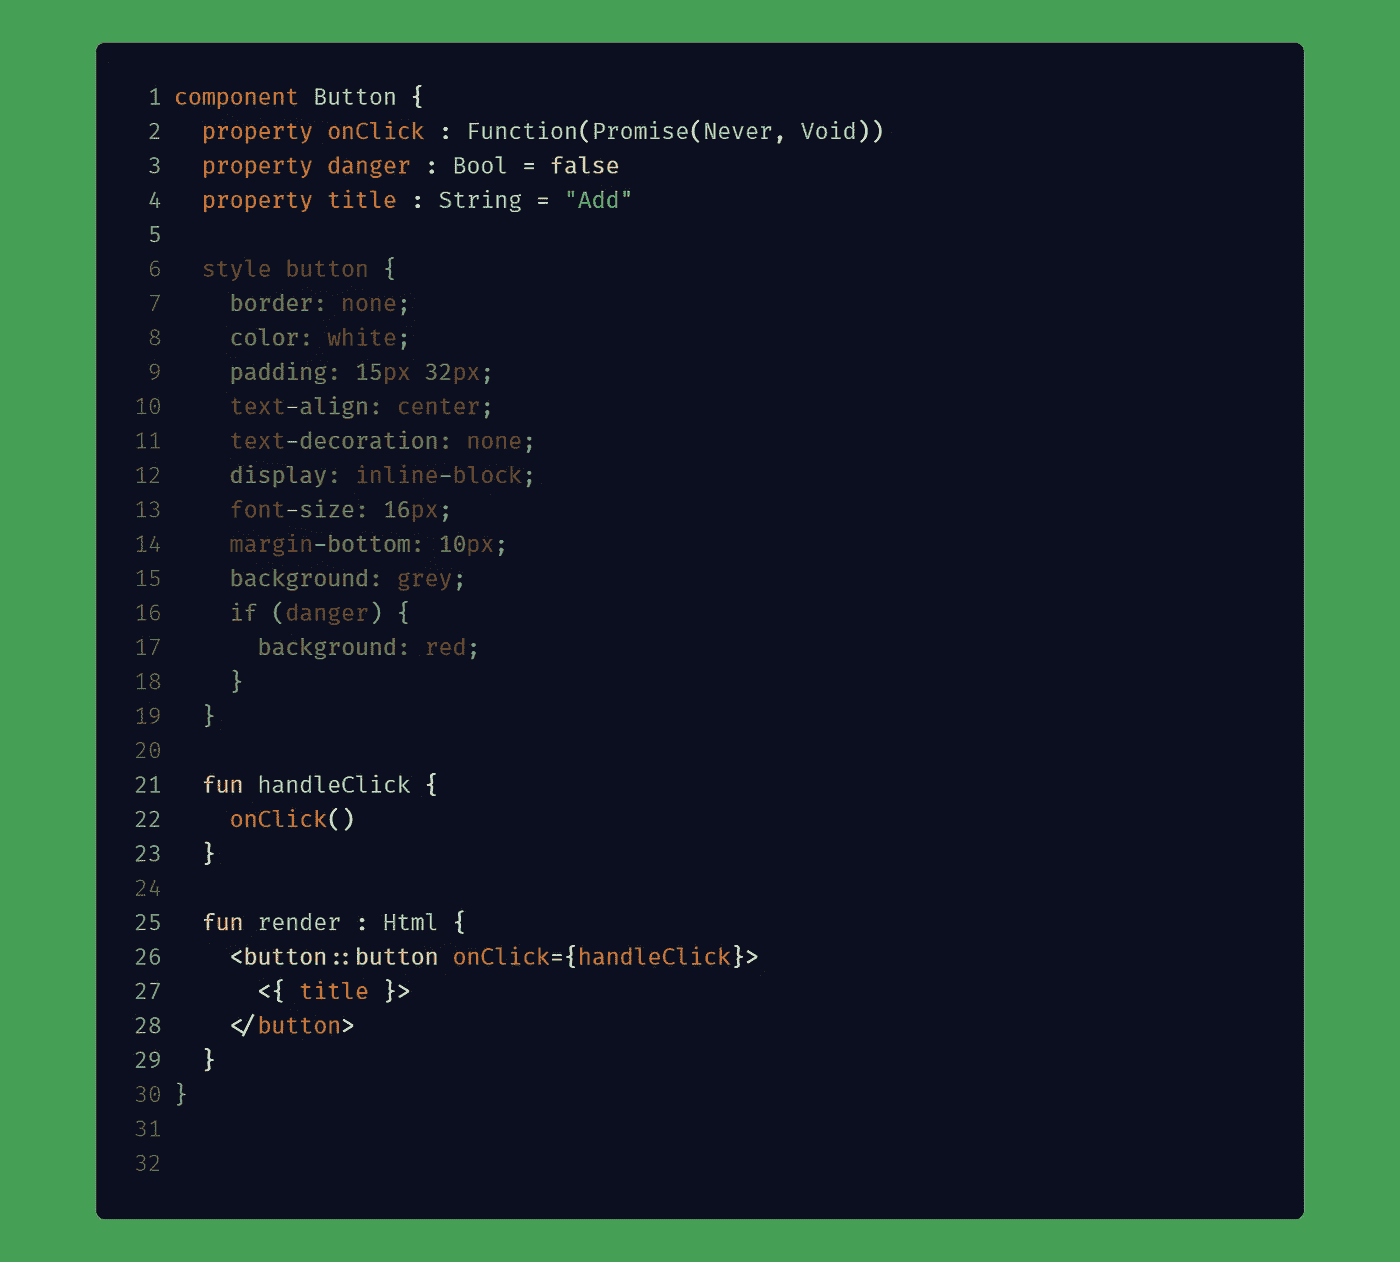 1 component Button {
2   property onClick : Function(Promise(Never, Void))
3   property danger : Bool = false
4   property title : String = "Add"
5
6   style button {
7     border: none;
8     color: white;
9     padding: 15px 32px;
10     text-align: center;
11     text-decoration: none;
12     display: inline-block;
13     font-size: 16px;
14     margin-bottom: 10px;
15     background: grey;
16     if (danger) {
17       background: red;
18     }
19   }
20
21   fun handleClick {
22     onClick()
23   }
24
25   fun render : Html {
26     <button::button onClick={handleClick}>
27       <{ title }>
28     </button>
29   }
30 }
31
32